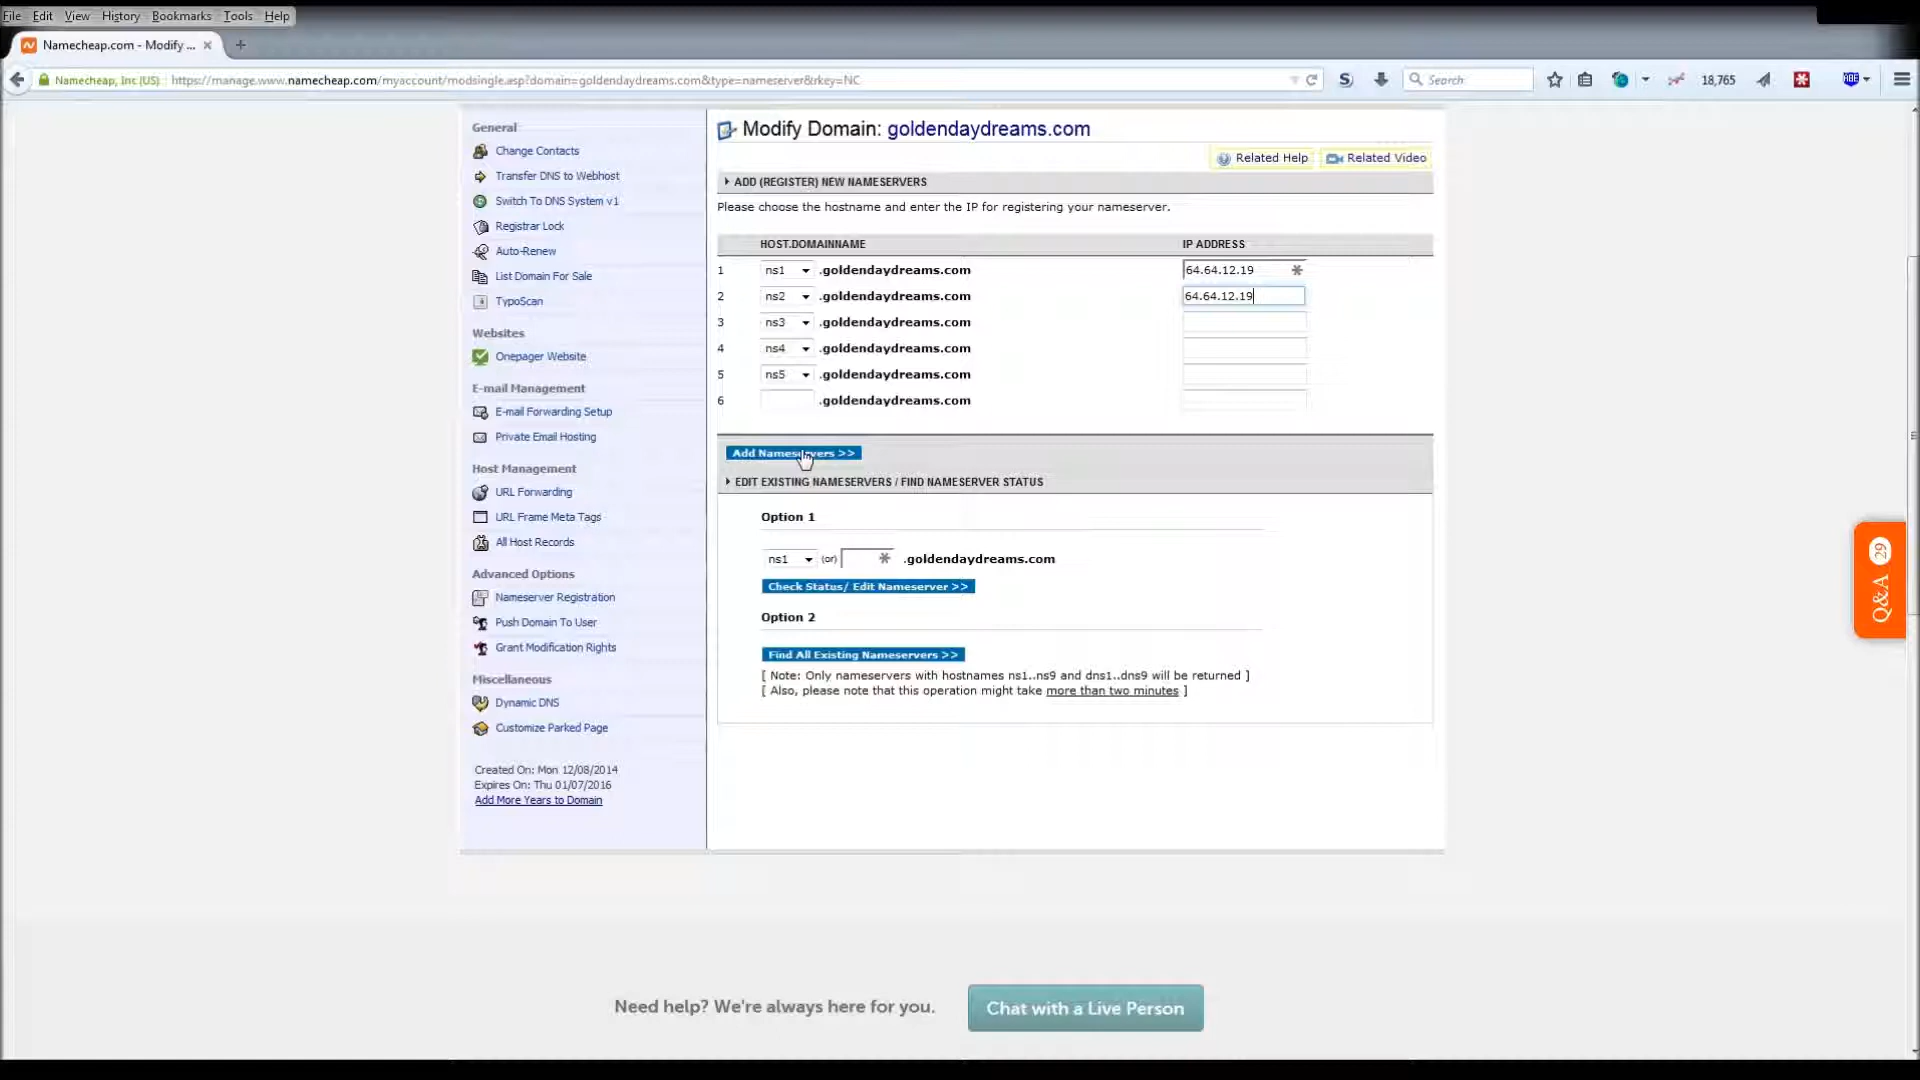 File Edit View History Bookmarks Tools Help
Namecheap.com - Modify ... × +
Namecheap, Inc (US) https://manage.www.namecheap.com/myaccount/modsingle.asp?domain=goldendaydreams.com&type=nameserver&rkey=NC
Search
18,765
General
Change Contacts
Transfer DNS to Webhost
Switch To DNS System v1
Registrar Lock
Auto-Renew
List Domain For Sale
TypoScan
Websites
Onepager Website
E-mail Management
E-mail Forwarding Setup
Private Email Hosting
Host Management
URL Forwarding
URL Frame Meta Tags
All Host Records
Advanced Options
Nameserver Registration
Push Domain To User
Grant Modification Rights
Miscellaneous
Dynamic DNS
Customize Parked Page
Created On: Mon 12/08/2014
Expires On: Thu 01/07/2016
Add More Years to Domain
Modify Domain: goldendaydreams.com
Related Help Related Video
ADD (REGISTER) NEW NAMESERVERS
Please choose the hostname and enter the IP for registering your nameserver.
HOST.DOMAINNAME IP ADDRESS
1 ns1 .goldendaydreams.com 64.64.12.19
2 ns2 .goldendaydreams.com 64.64.12.19
3 ns3 .goldendaydreams.com
4 ns4 .goldendaydreams.com
5 ns5 .goldendaydreams.com
6 .goldendaydreams.com
Add Nameservers >>
EDIT EXISTING NAMESERVERS / FIND NAMESERVER STATUS
Option 1
ns1 (or) .goldendaydreams.com
Check Status/ Edit Nameserver >>
Option 2
Find All Existing Nameservers >>
[ Note: Only nameservers with hostnames ns1..ns9 and dns1..dns9 will be returned ]
[ Also, please note that this operation might take more than two minutes ]
Q&A 29
Need help? We're always here for you. Chat with a Live Person